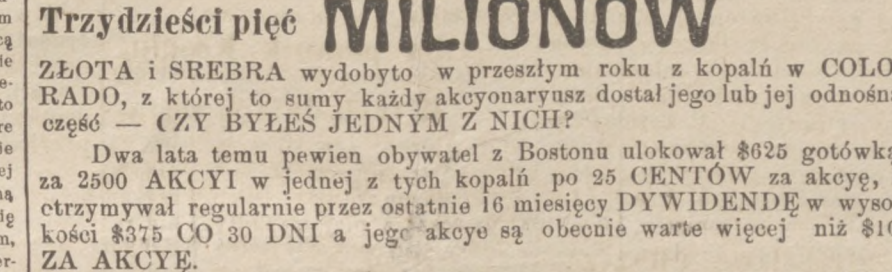 Trzydzieści pięć MILIONÓW
ZŁOTA i SREBRA wydobyto w przeszłym roku z kopalń w COLO
RADO, z której to sumy każdy akcyonaryusz dostał jego lub jej odnośn
część — CZY BYŁEŚ JEDNYM Z NICH?
Dwa lata temu pewien obywatel z Bostonu ulokował $625 gotówką
za 2500 AKCYI w jednej z tych kopalń po 25 CENTÓW za akcyę,
otrzymywał regularnie przez ostatnie 16 miesięcy DYWIDENDĘ w wyso
kości $375 CO 30 DNI a jego akcye są obecnie warte więcej niż $10
ZA AKCYĘ.